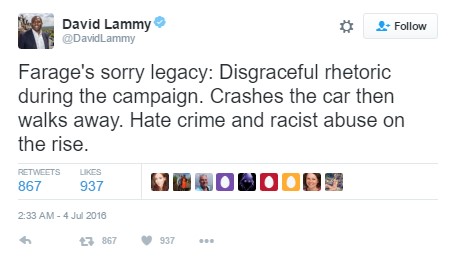 David Lammy
@DavidLammy
Follow
Farage's sorry legacy: Disgraceful rhetoric
during the campaign. Crashes the car then
walks away. Hate crime and racist abuse on
the rise.
RETWEETS LIKES
867 937
2:33 AM - 4 Jul 2016
867 937